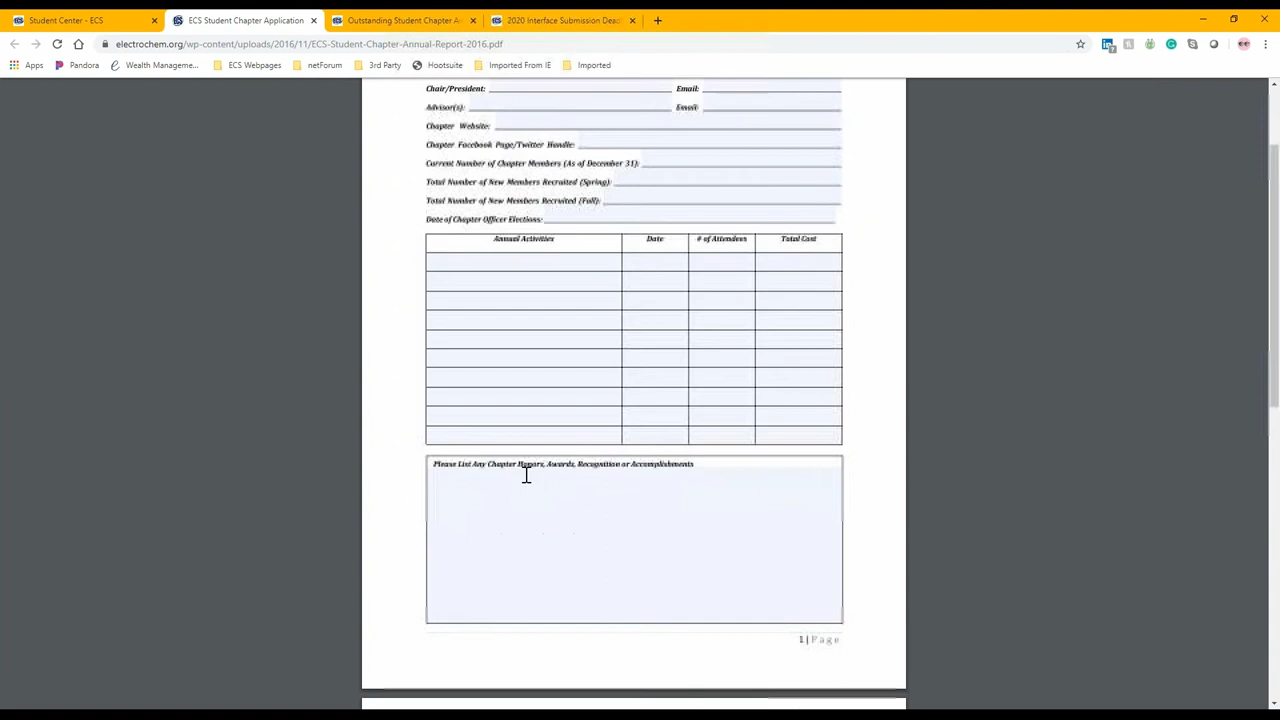 Student Center - ECS
ECS Student Chapter Application
Outstanding Student Chapter A
2020 Interface Submission Dead
electrochem.org/wp-content/uploads/2016/11/ECS-Student-Chapter-Annual-Report-2016.pdf
Apps Pandora Wealth Manageme... ECS Webpages netForum 3rd Party Hootsuite Imported From IE Imported
Chair/President: Email:
Advisor(s): Email:
Chapter Website:
Chapter Facebook Page/Twitter Handle:
Current Number of Chapter Members (As of December 31):
Total Number of New Members Recruited (Spring):
Total Number of New Members Recruited (Fall):
Date of Chapter Officer Elections:
Annual Activities Date # of Attendees Total Cost
Please List Any Chapter Honors, Awards, Recognition or Accomplishments
1 | Page